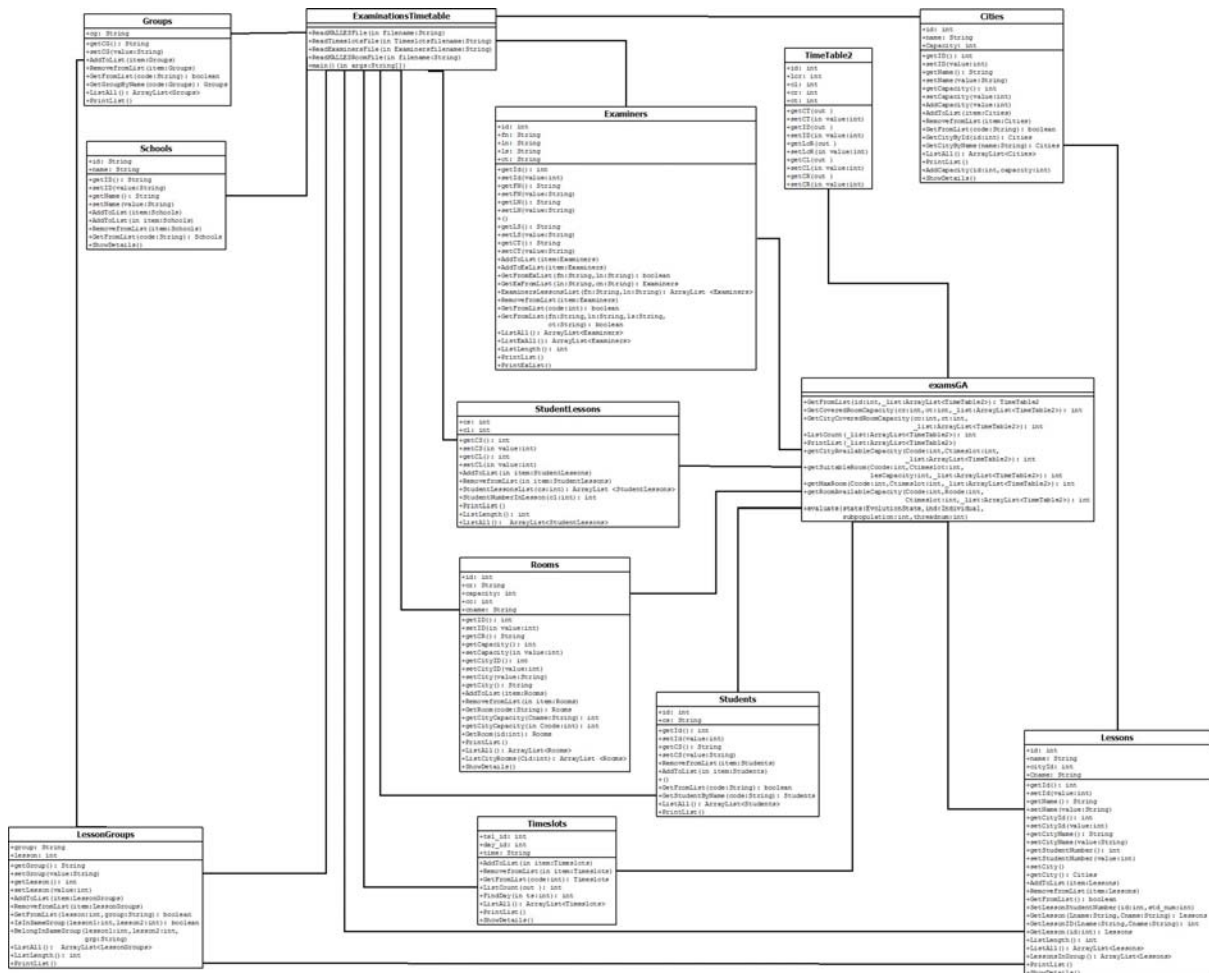 Groups
+cg: String
+getCG(): String
+setCG(value:String)
+AddToList(item:Groups)
+RemovefromList(item:Groups)
+GetFromList(code:String): boolean
+GetGroupByName(code:Groups): Groups
+ListAll(): ArrayList<Groups>
+PrintList()
ExaminationsTimetable
+ReadWALLESFile(in filename:String)
+ReadTimeslotsFile(in Timeslotsfilename:String)
+ReadExaminersFile(in Examinersfilename:String)
+ReadWALLESRoomFile(in filename:String)
+main()(in args:String[])
Cities
+id: int
+name: String
+Capacity: int
+getID(): int
+setID(value:int)
+getName(): String
+setName(value:String)
+getCapacity(): int
+setCapacity(value:int)
+AddCapacity(value:int)
+AddToList(item:Cities)
+RemovefromList(item:Cities)
+GetFromList(code:String): boolean
+GetCityById(id:int): Cities
+GetCityByName(name:String): Cities
+ListAll(): ArrayList<Cities>
+PrintList()
+AddCapacity(id:int,capacity:int)
+ShowDetails()
TimeTable2
+id: int
+lcr: int
+cl: int
+cr: int
+ct: int
+getCT(out )
+setCT(in value:int)
+getID(out )
+setID(in value:int)
+getLcR(out )
+setLcR(in value:int)
+getCL(out )
+setCL(in value:int)
+getCR(out )
+setCR(in value:int)
Schools
+id: String
+name: String
+getID(): String
+setID(value:String)
+getName(): String
+setName(value:String)
+AddToList(item:Schools)
+AddToList(in item:Schools)
+RemovefromList(item:Schools)
+GetFromList(code:String): Schools
+ShowDetails()
Examiners
+id: int
+fn: String
+ln: String
+ls: String
+ct: String
+getId(): int
+setId(value:int)
+getFN(): String
+setFN(value:String)
+getLN(): String
+setLN(value:String)
+()
+getLS(): String
+setLS(value:String)
+getCT(): String
+setCT(value:String)
+AddToList(item:Examiners)
+AddToExList(item:Examiners)
+GetFromExList(fn:String,ln:String): boolean
+GetExFromList(ln:String,cn:String): Examiners
+ExaminersLessonsList(fn:String,ln:String): ArrayList <Examiners>
+RemovefromList(item:Examiners)
+GetFromList(code:int): boolean
+GetFromList(fn:String,ln:String,ls:String,
ct:String): boolean
+ListAll(): ArrayList<Examiners>
+ListExAll(): ArrayList<Examiners>
+ListLength(): int
+PrintList()
+PrintExList()
examsGA
+GetFromList(id:int,_list:ArrayList<TimeTable2>): TimeTable2
+GetCoveredRoomCapacity(cr:int,ct:int,_list:ArrayList<TimeTable2>): int
+GetCityCoveredRoomCapacity(cc:int,ct:int,
_list:ArrayList<TimeTable2>): int
+ListCount(_list:ArrayList<TimeTable2>): int
+PrintList(_list:ArrayList<TimeTable2>)
+getCityAvailableCapacity(Ccode:int,Ctimeslot:int,
_list:ArrayList<TimeTable2>): int
+getSuitableRoom(Ccode:int,Ctimeslot:int,
lesCapacity:int,_list:ArrayList<TimeTable2>): int
+getMaxRoom(Ccode:int,Ctimeslot:int,_list:ArrayList<TimeTable2>): int
+getRoomAvailableCapacity(Ccode:int,Rcode:int,
Ctimeslot:int,_list:ArrayList<TimeTable2>): int
+evaluate(state:EvolutionState,ind:Individual,
subpopulation:int,threadnum:int)
StudentLessons
+cs: int
+cl: int
+getCS(): int
+setCS(in value:int)
+getCL(): int
+setCL(in value:int)
+AddToList(in item:StudentLessons)
+RemovefromList(in item:StudentLessons)
+StudentLessonsList(cs:int): ArrayList <StudentLessons>
+StudentNumberInLesson(cl:int): int
+PrintList()
+ListLength(): int
+ListAll(): ArrayList<StudentLessons>
Rooms
+id: int
+cr: String
+capacity: int
+cc: int
+cname: String
+getID(): int
+setID(in value:int)
+getCR(): String
+getCapacity(): int
+setCapacity(in value:int)
+getCityID(): int
+setCityID(value:int)
+setCity(value:String)
+getCity(): String
+AddToList(item:Rooms)
+RemovefromList(in item:Rooms)
+GetRoom(code:String): Rooms
+getCityCapacity(Cname:String): int
+getCityCapacity(in Ccode:int): int
+GetRoom(id:int): Rooms
+PrintList()
+ListAll(): ArrayList<Rooms>
+ListCityRooms(Cid:int): ArrayList <Rooms>
+ShowDetails()
Students
+id: int
+cs: String
+getId(): int
+setId(value:int)
+getCS(): String
+setCS(value:String)
+RemovefromList(item:Students)
+AddToList(in item:Students)
+()
+GetFromList(code:String): boolean
+GetStudentByName(code:String): Students
+ListAll(): ArrayList<Students>
+PrintList()
Lessons
+id: int
+name: String
+cityId: int
+Cname: String
+getId(): int
+setId(value:int)
+getName(): String
+setName(value:String)
+getCityId(): int
+setCityId(value:int)
+getCityName(): String
+setCityName(value:String)
+getStudentNumber(): int
+setStudentNumber(value:int)
+setCity()
+getCity(): Cities
+AddToList(item:Lessons)
+RemovefromList(item:Lessons)
+GetFromList(): boolean
+SetLessonStudentNumber(id:int,std_num:int)
+GetLesson(Lname:String,Cname:String): Lessons
+GetLessonID(Lname:String,Cname:String): int
+GetLesson(id:int): Lessons
+ListLength(): int
+ListAll(): ArrayList<Lessons>
+LessonsInGroup(): ArrayList<Lessons>
+PrintList()
+ShowDetails()
Timeslots
+tsl_id: int
+day_id: int
+time: String
+AddToList(in item:Timeslots)
+RemovefromList(in item:Timeslots)
+GetFromList(code:int): Timeslots
+ListCount(out ): int
+FindDay(in ts:int): int
+ListAll(): ArrayList<Timeslots>
+PrintList()
+ShowDetails()
LessonGroups
+group: String
+lesson: int
+getGroup(): String
+setGroup(value:String)
+getLesson(): int
+setLesson(value:int)
+AddToList(item:LessonGroups)
+RemovefromList(item:LessonGroups)
+GetFromList(lesson:int,group:String): boolean
+IsInSameGroup(lesson1:int,lesson2:int): boolean
+BelongInSameGroup(lesson1:int,lesson2:int,
grp:String)
+ListAll(): ArrayList<LessonGroups>
+ListLength(): int
+PrintList()